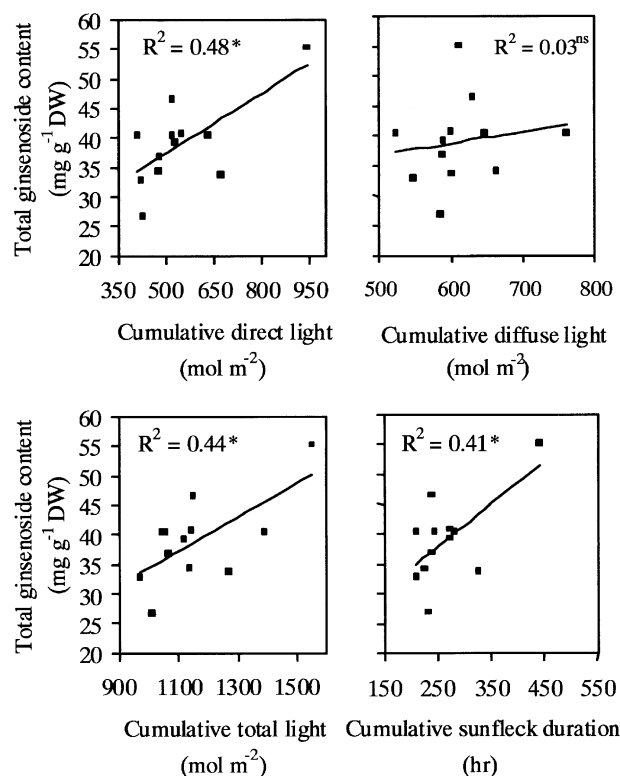 Total ginsenoside content
(mg g⁻¹ DW)
60
55
50
45
40
35
30
25
20
R² = 0.48*
350 500 650 800 950
Cumulative direct light
(mol m⁻²)
R² = 0.03ns
500 600 700 800
Cumulative diffuse light
(mol m⁻²)
Total ginsenoside content
(mg g⁻¹ DW)
60
55
50
45
40
35
30
25
20
R² = 0.44*
900 1100 1300 1500
Cumulative total light
(mol m⁻²)
R² = 0.41*
150 250 350 450 550
Cumulative sunfleck duration
(hr)